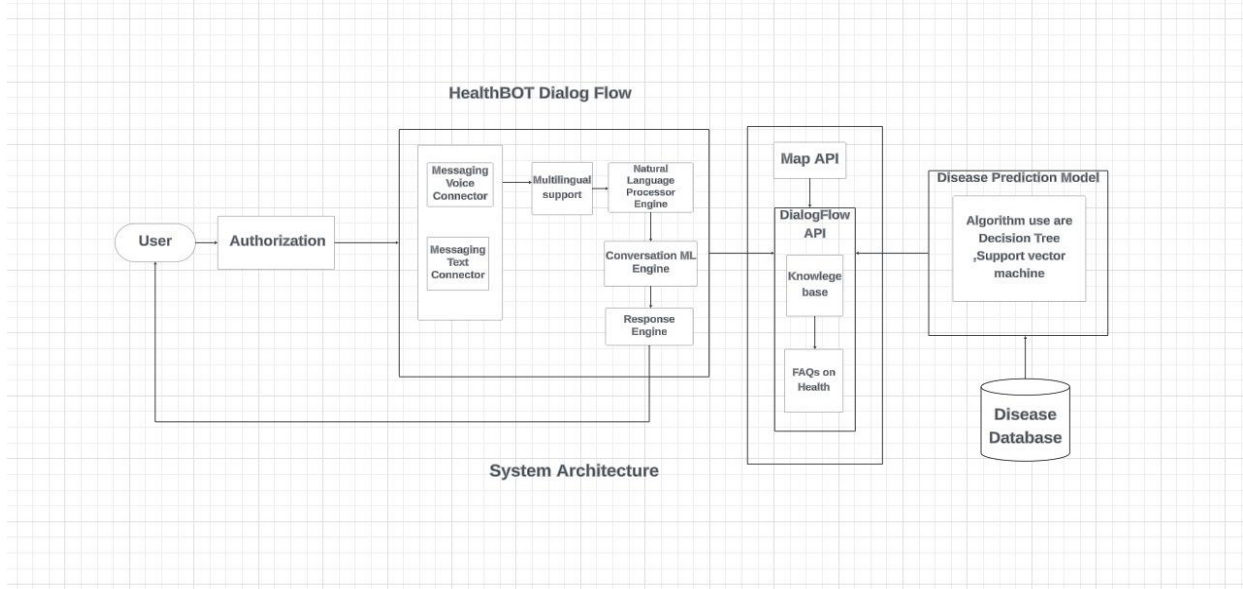 HealthBOT Dialog Flow
User
Authorization
Messaging
Voice
Connector
Messaging
Text
Connector
Multilingual
support
Natural
Language
Processor
Engine
Conversation ML
Engine
Response
Engine
Map API
DialogFlow
API
Knowlege
base
FAQs on
Health
Disease Prediction Model
Algorithm use are
Decision Tree
,Support vector
machine
Disease
Database
System Architecture